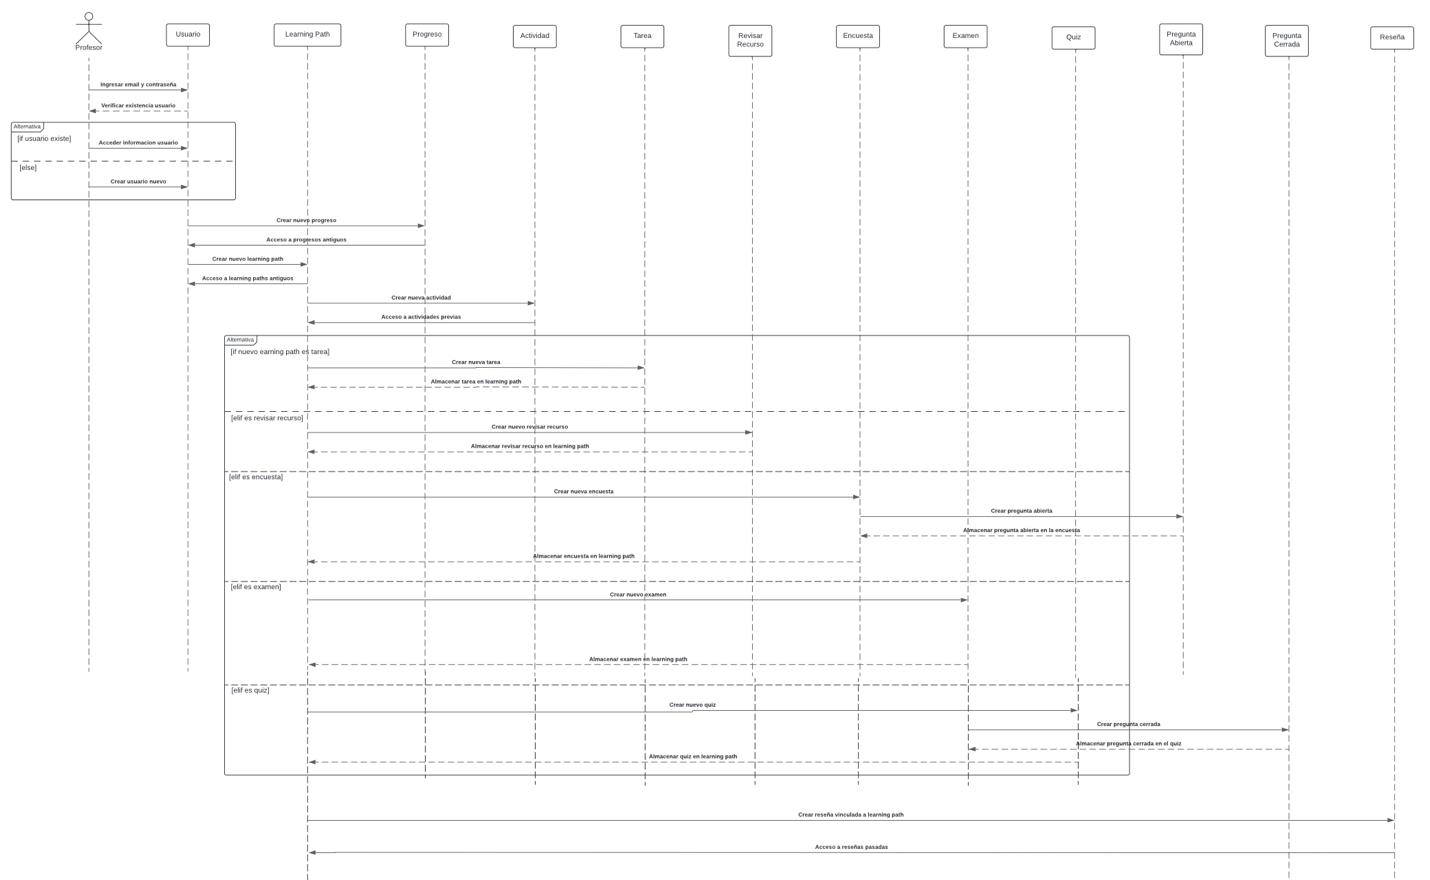 Profesor
Usuario
Learning Path
Progreso
Actividad
Tarea
Revisar
Recurso
Encuesta
Examen
Quiz
Pregunta
Abierta
Pregunta
Cerrada
Reseña
Ingresar email y contraseña
Verificar existencia usuario
Alternativa
[if usuario existe]
Acceder informacion usuario
[else]
Crear usuario nuevo
Crear nuevo progreso
Acceso a progresos antiguos
Crear nuevo learning path
Acceso a learning paths antiguos
Crear nueva actividad
Acceso a actividades previas
Alternativa
[if nuevo earning path es tarea]
Crear nueva tarea
Almacenar tarea en learning path
[elif es revisar recurso]
Crear nuevo revisar recurso
Almacenar revisar recurso en learning path
[elif es encuesta]
Crear nueva encuesta
Crear pregunta abierta
Almacenar pregunta abierta en la encuesta
Almacenar encuesta en learning path
[elif es examen]
Crear nuevo examen
Almacenar examen en learning path
[elif es quiz]
Crear nuevo quiz
Crear pregunta cerrada
Almacenar pregunta cerrada en el quiz
Almacenar quiz en learning path
Crear reseña vinculada a learning path
Acceso a reseñas pasadas